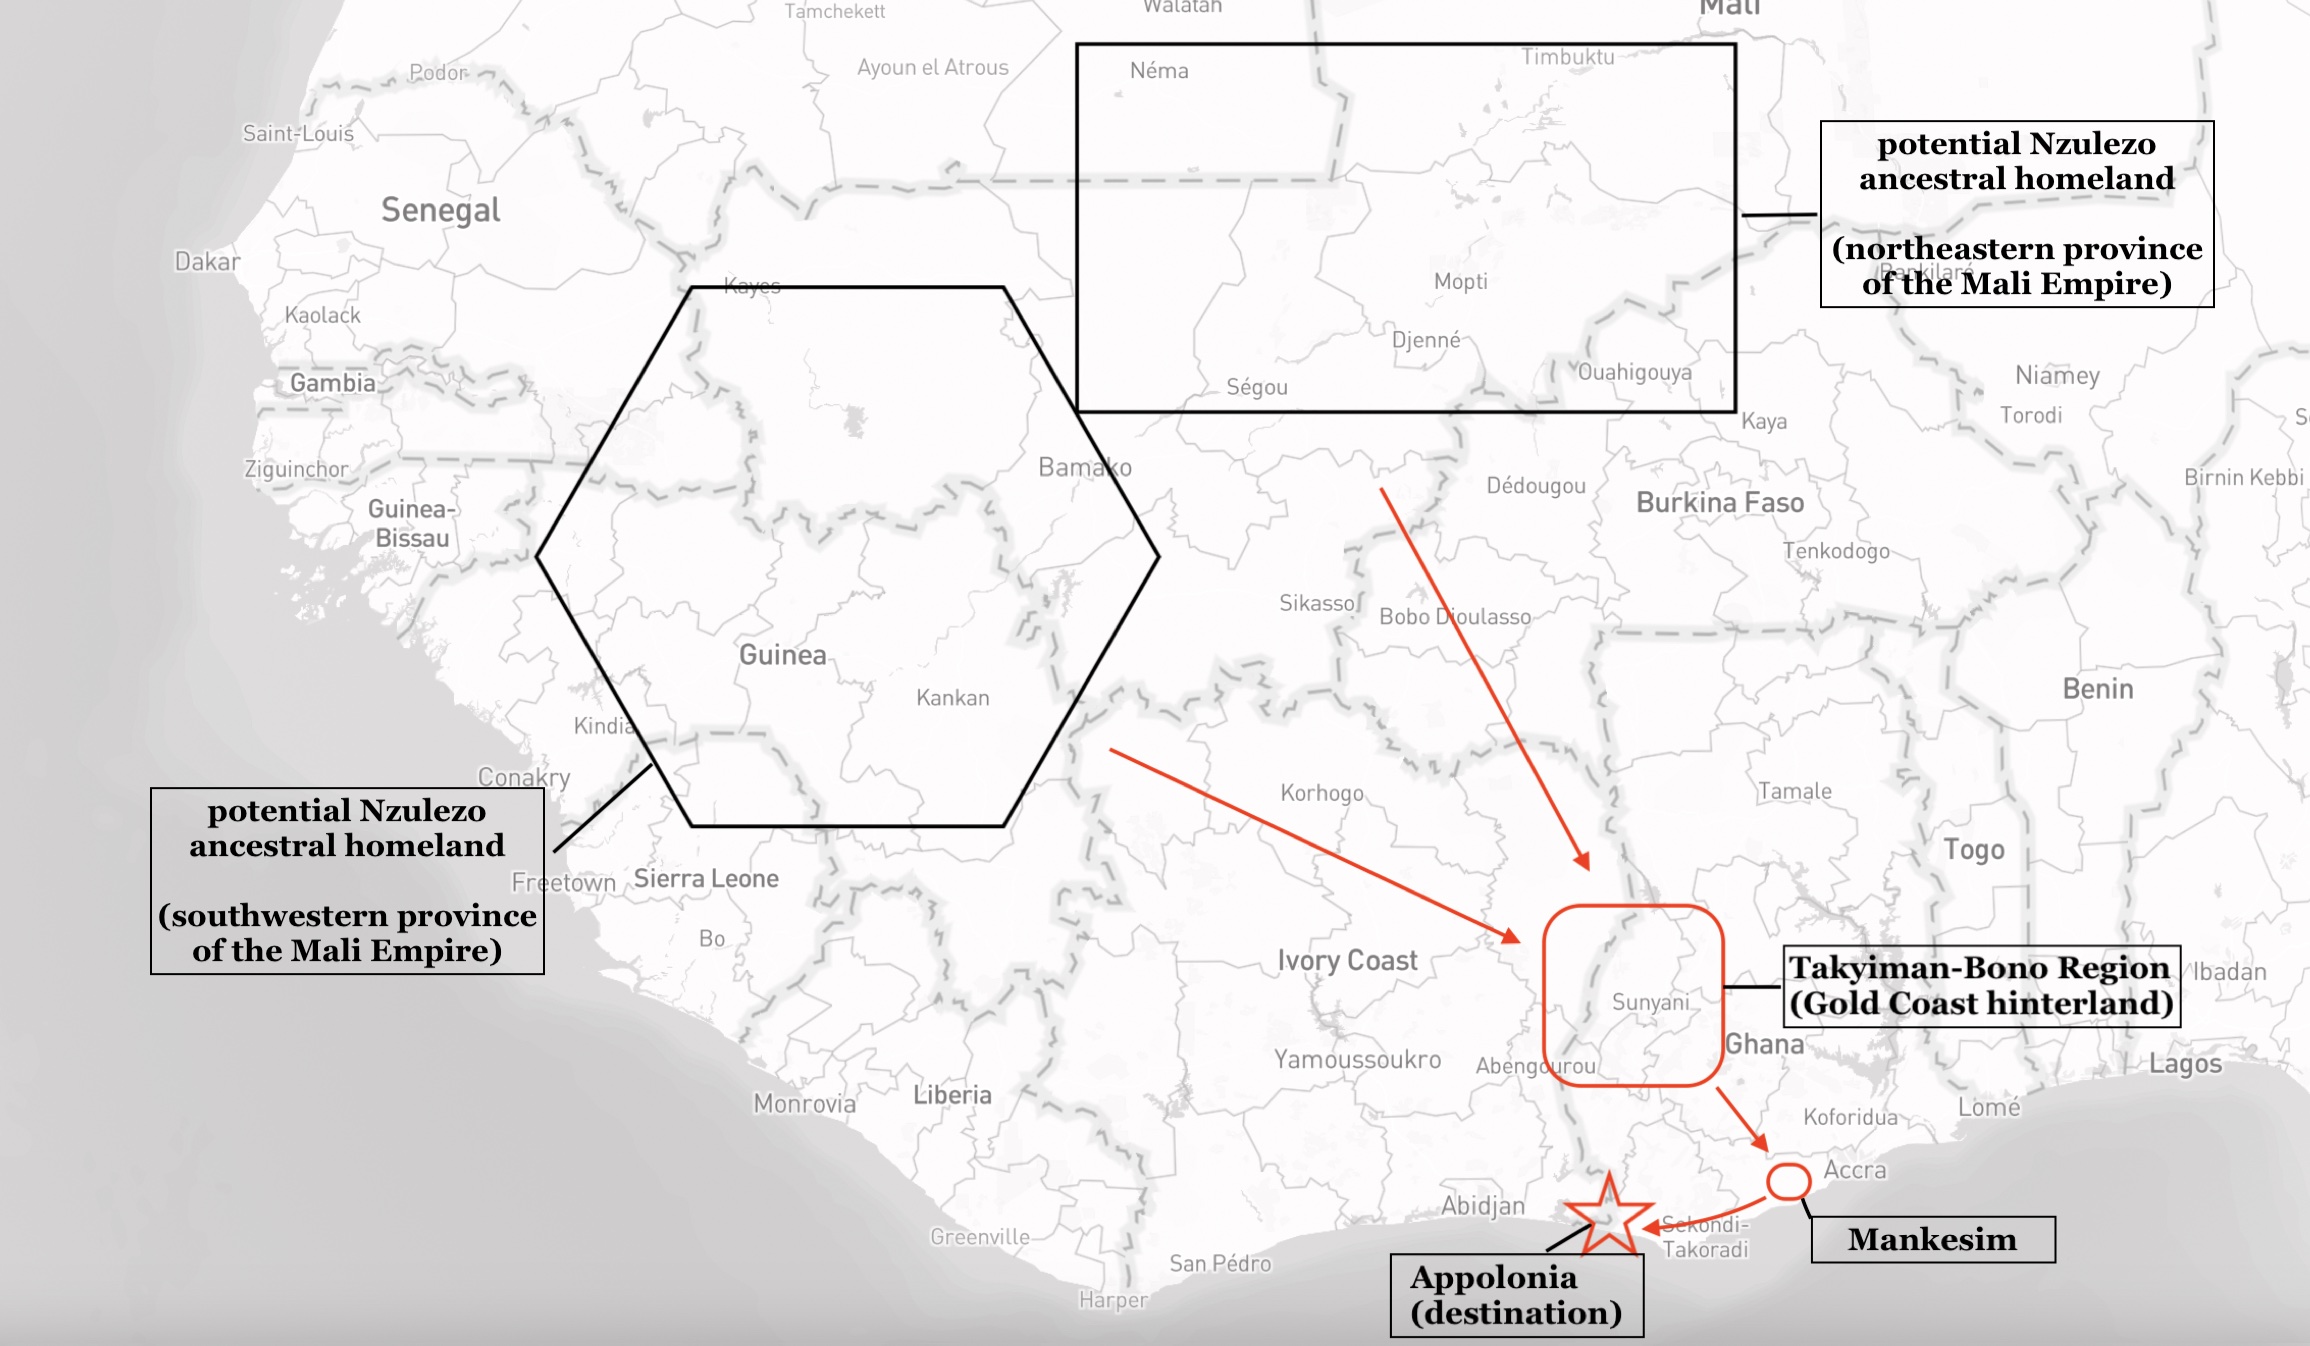 Tamchekett
Walatah
Mali
Podor
Ayoun el Atrous
Néma
Timbuktu
Saint-Louis
potential Nzulezo
ancestral homeland
(northeastern province
of the Mali Empire)
Bankilaré
Senegal
Dakar
Kayes
Mopti
Kaolack
Djenné
Gambia
Ségou
Ouahigouya
Niamey
Kaya
Torodi
Ziguinchor
Bamako
Dédougou
Birnin Kebbi
Guinea-
Bissau
Burkina Faso
Tenkodogo
Sikasso
Bobo Dioulasso
Guinea
Kankan
Benin
Kindia
Conakry
Korhogo
Tamale
potential Nzulezo
ancestral homeland
(southwestern province
of the Mali Empire)
Togo
Freetown
Sierra Leone
Bo
Ivory Coast
Takyiman-Bono Region
(Gold Coast hinterland)
Ibadan
Sunyani
Yamoussoukro
Abengourou
Ghana
Lagos
Monrovia
Liberia
Koforidua
Lomé
Accra
Abidjan
Sekondi-
Takoradi
Mankesim
Greenville
San Pédro
Appolonia
(destination)
Harper